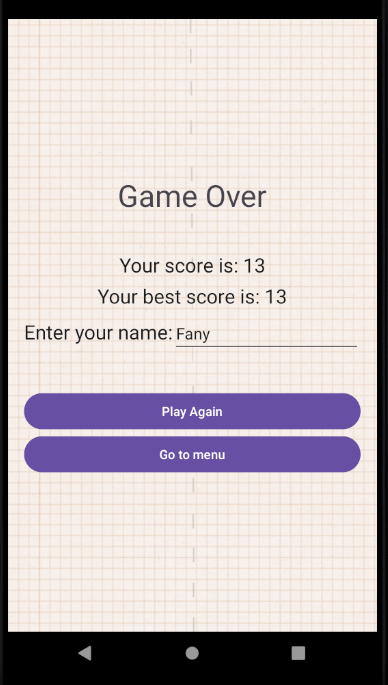 Game Over
Your score is: 13
Your best score is: 13
Enter your name: Fany
Play Again
Go to menu